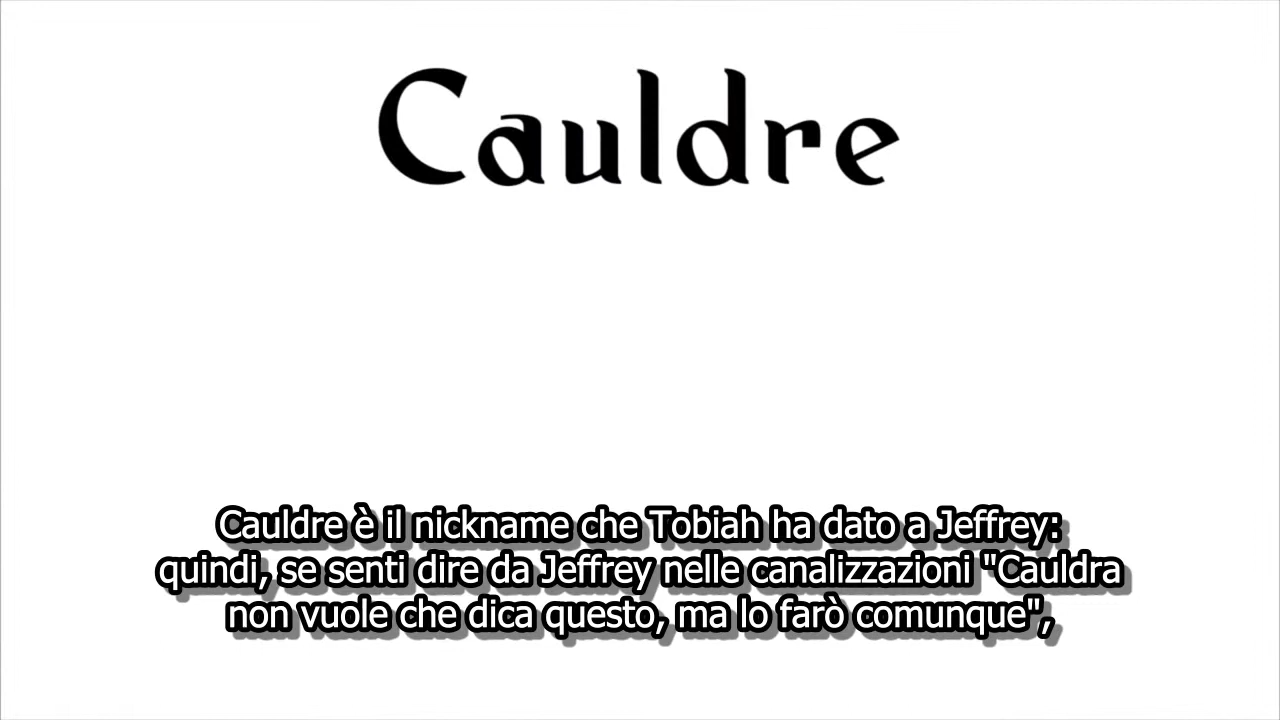 Cauldre
Cauldre è il nickname che Tobiah ha dato a Jeffrey:
quindi, se senti dire da Jeffrey nelle canalizzazioni "Cauldra
non vuole che dica questo, ma lo farò comunque",